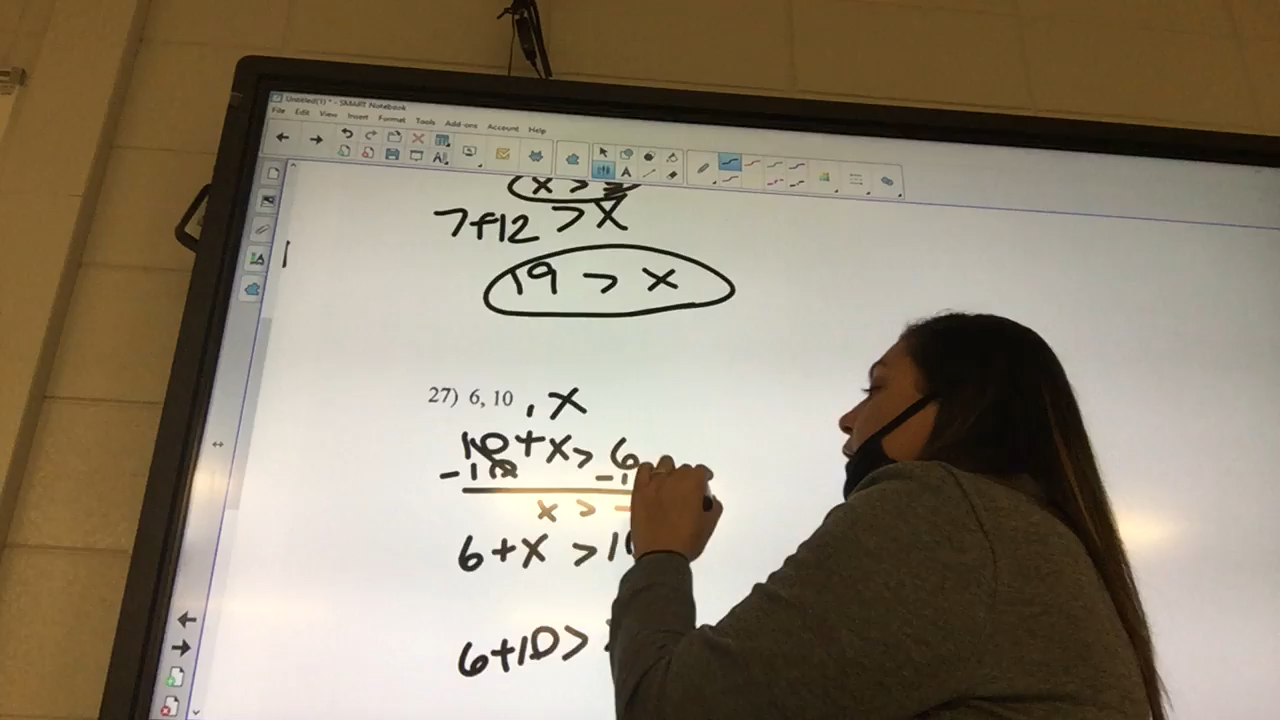 Untitled(1) * - SMART Notebook
File Edit View Insert Format Tools Add-ons Account Help
x >
7+12 > x
19 > x
27) 6, 10 , x
10 + x > 6
- 10 - 1
x > -
6 + x > 10
6+10 >